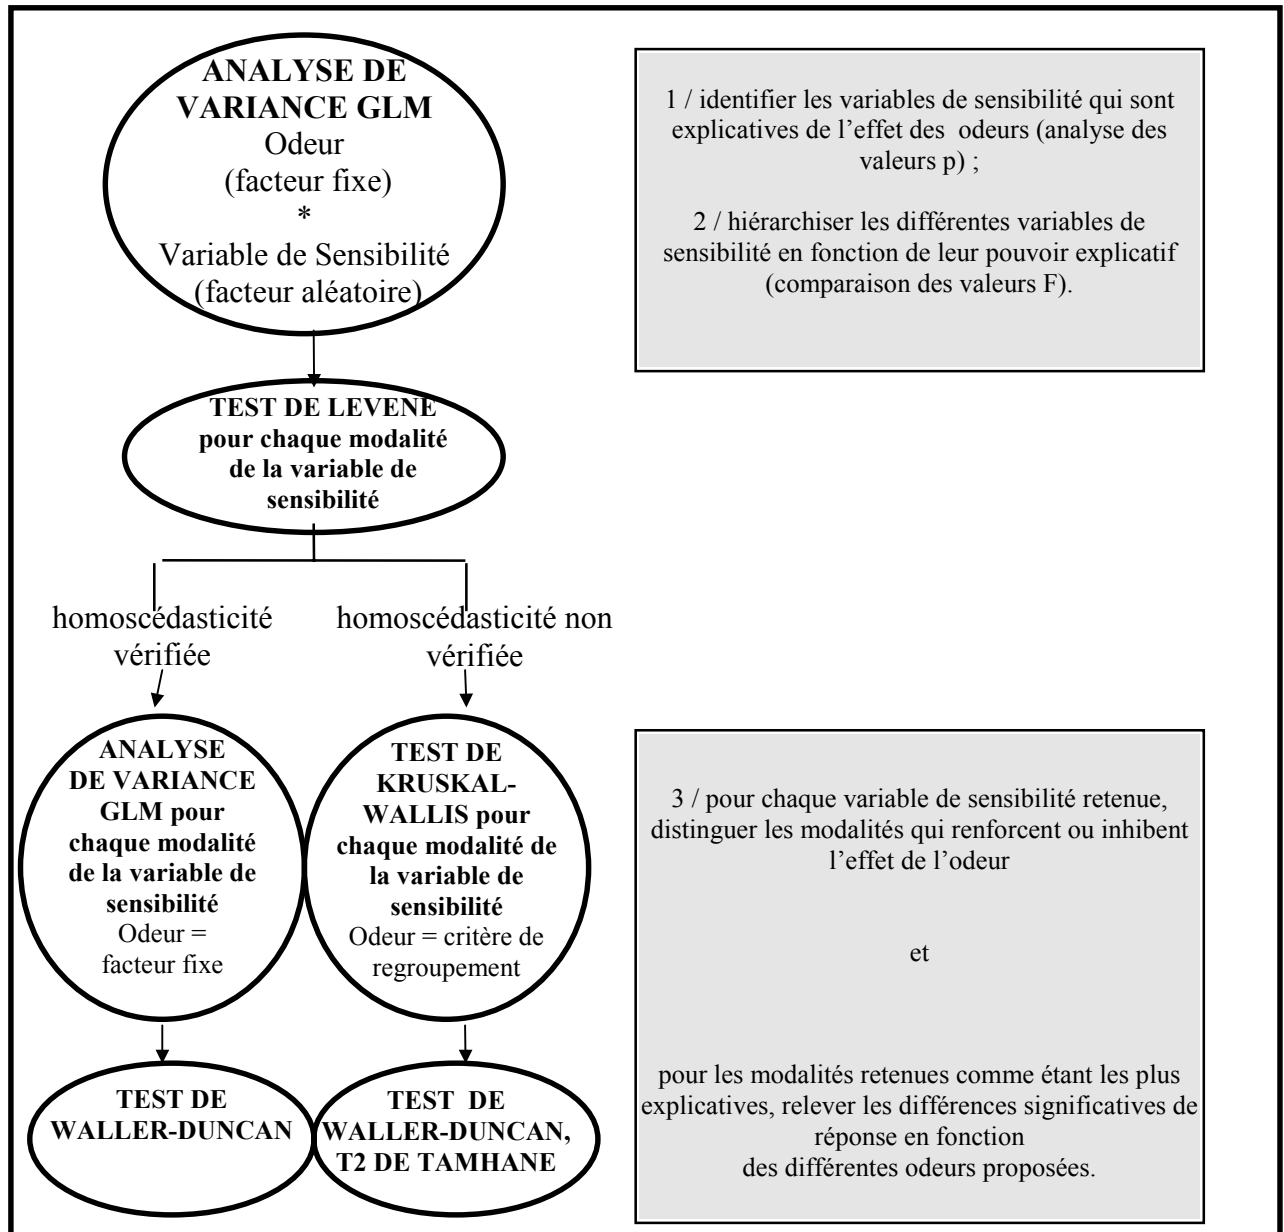 ANALYSE DE
VARIANCE GLM
Odeur
(facteur fixe)
*
Variable de Sensibilité
(facteur aléatoire)
1 / identifier les variables de sensibilité qui sont
explicatives de l’effet des odeurs (analyse des
valeurs p) ;
2 / hiérarchiser les différentes variables de
sensibilité en fonction de leur pouvoir explicatif
(comparaison des valeurs F).
TEST DE LEVENE
pour chaque modalité
de la variable de
sensibilité
homoscédasticité
vérifiée
homoscédasticité non
vérifiée
ANALYSE
DE VARIANCE
GLM pour
chaque modalité
de la variable de
sensibilité
Odeur =
facteur fixe
TEST DE
KRUSKAL-
WALLIS pour
chaque modalité de
la variable de
sensibilité
Odeur = critère de
regroupement
3 / pour chaque variable de sensibilité retenue,
distinguer les modalités qui renforcent ou inhibent
l’effet de l’odeur
et
pour les modalités retenues comme étant les plus
explicatives, relever les différences significatives de
réponse en fonction
des différentes odeurs proposées.
TEST DE
WALLER-DUNCAN
TEST DE
WALLER-DUNCAN,
T2 DE TAMHANE